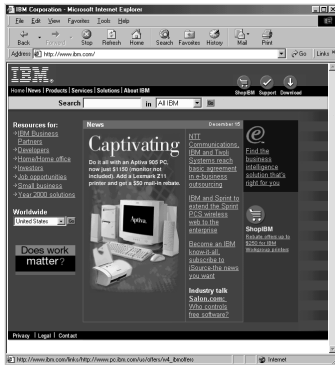 IBM Corporation - Microsoft Internet Explorer
File Edit View Favorites Tools Help
Back Forward Stop Refresh Home Search Favorites History Mail Print
Address http://www.ibm.com/ Go Links
IBM
ShopIBM Support Download
Home | News | Products | Services | Solutions | About IBM
Search in All IBM
Resources for:
IBM Business
Partners
Developers
Home/Home office
Investors
Job opportunities
Small business
Year 2000 solutions
Worldwide
United States
Does work
matter?
News December 15
Captivating
Do it all with an Aptiva 905 PC,
now just $1150 (monitor not
included). Add a Lexmark Z11
printer and get a $50 mail-in rebate.
Aptiva.
NTT
Communications,
IBM and Tivoli
Systems reach
basic agreement
in e-business
outsourcing
IBM and Sprint to
extend the Sprint
PCS wireless
web to the
enterprise
Become an IBM
know-it-all,
subscribe to
iSource-the news
you want
Industry talk
Salon.com:
Who controls
free software?
e
Find the
business
intelligence
solution that's
right for you
ShopIBM
Rebate offers up to
$250 for IBM
Workgroup printers
Privacy | Legal | Contact
http://www.ibm.com/links/http://www.pc.ibm.com/us/offers/w4_ibmoffers Internet